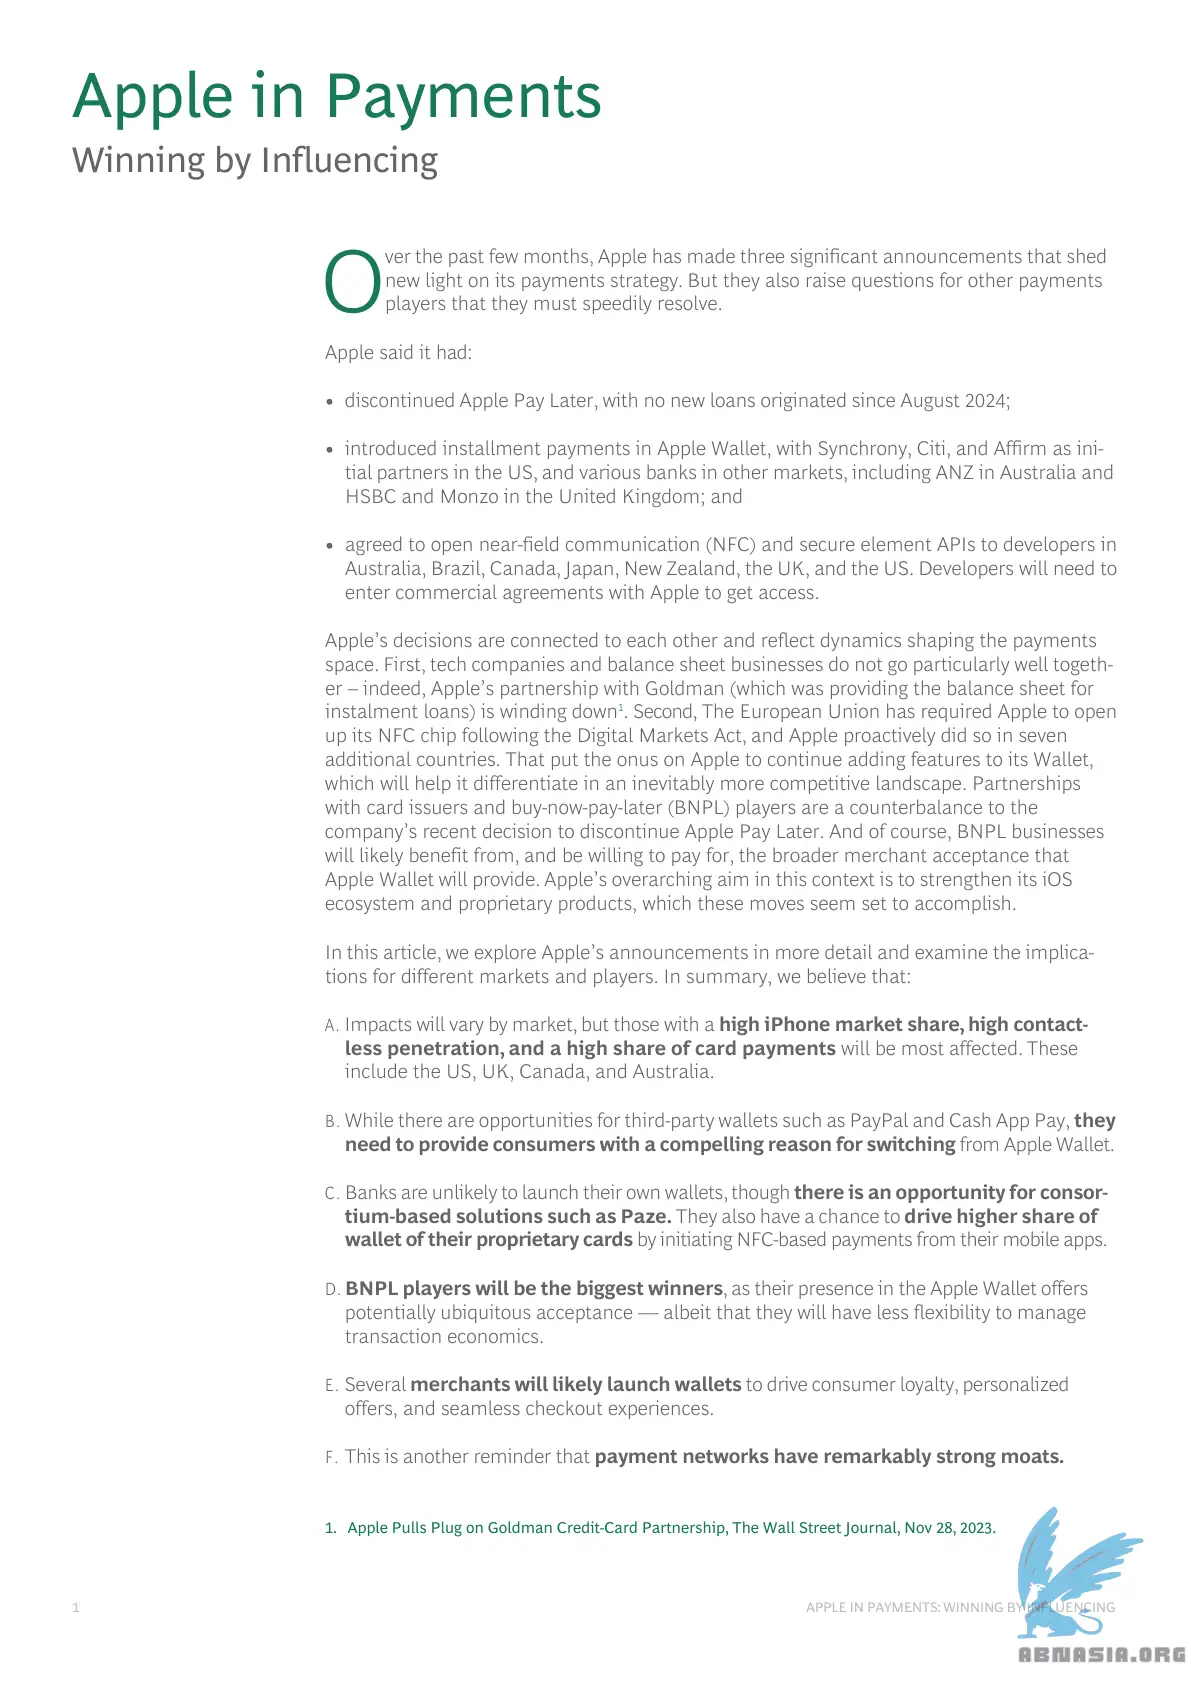 Apple in Payments
Winning by Influencing
Over the past few months, Apple has made three significant announcements that shed
new light on its payments strategy. But they also raise questions for other payments
players that they must speedily resolve.
Apple said it had:
• discontinued Apple Pay Later, with no new loans originated since August 2024;
• introduced installment payments in Apple Wallet, with Synchrony, Citi, and Affirm as ini-
tial partners in the US, and various banks in other markets, including ANZ in Australia and
HSBC and Monzo in the United Kingdom; and
• agreed to open near-field communication (NFC) and secure element APIs to developers in
Australia, Brazil, Canada, Japan, New Zealand, the UK, and the US. Developers will need to
enter commercial agreements with Apple to get access.
Apple’s decisions are connected to each other and reflect dynamics shaping the payments
space. First, tech companies and balance sheet businesses do not go particularly well togeth-
er – indeed, Apple’s partnership with Goldman (which was providing the balance sheet for
instalment loans) is winding down1. Second, The European Union has required Apple to open
up its NFC chip following the Digital Markets Act, and Apple proactively did so in seven
additional countries. That put the onus on Apple to continue adding features to its Wallet,
which will help it differentiate in an inevitably more competitive landscape. Partnerships
with card issuers and buy-now-pay-later (BNPL) players are a counterbalance to the
company’s recent decision to discontinue Apple Pay Later. And of course, BNPL businesses
will likely benefit from, and be willing to pay for, the broader merchant acceptance that
Apple Wallet will provide. Apple’s overarching aim in this context is to strengthen its iOS
ecosystem and proprietary products, which these moves seem set to accomplish.
In this article, we explore Apple’s announcements in more detail and examine the implica-
tions for different markets and players. In summary, we believe that:
A. Impacts will vary by market, but those with a high iPhone market share, high contact-
less penetration, and a high share of card payments will be most affected. These
include the US, UK, Canada, and Australia.
B. While there are opportunities for third-party wallets such as PayPal and Cash App Pay, they
need to provide consumers with a compelling reason for switching from Apple Wallet.
C. Banks are unlikely to launch their own wallets, though there is an opportunity for consor-
tium-based solutions such as Paze. They also have a chance to drive higher share of
wallet of their proprietary cards by initiating NFC-based payments from their mobile apps.
D. BNPL players will be the biggest winners, as their presence in the Apple Wallet offers
potentially ubiquitous acceptance — albeit that they will have less flexibility to manage
transaction economics.
E. Several merchants will likely launch wallets to drive consumer loyalty, personalized
offers, and seamless checkout experiences.
F. This is another reminder that payment networks have remarkably strong moats.
1. Apple Pulls Plug on Goldman Credit-Card Partnership, The Wall Street Journal, Nov 28, 2023.
1
APPLE IN PAYMENTS: WINNING BY INFLUENCING
ABNASIA.ORG